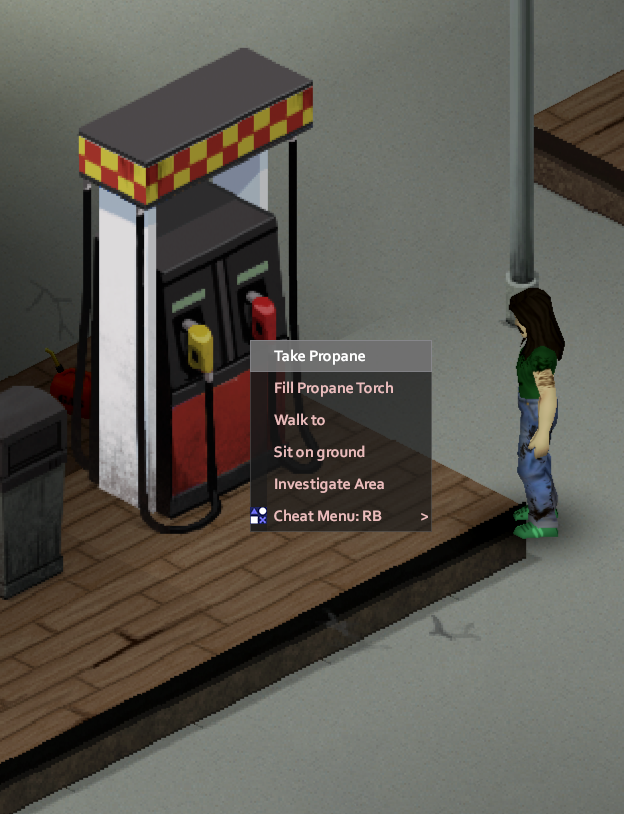 Take Propane
Fill Propane Torch
Walk to
Sit on ground
Investigate Area
Cheat Menu: RB >